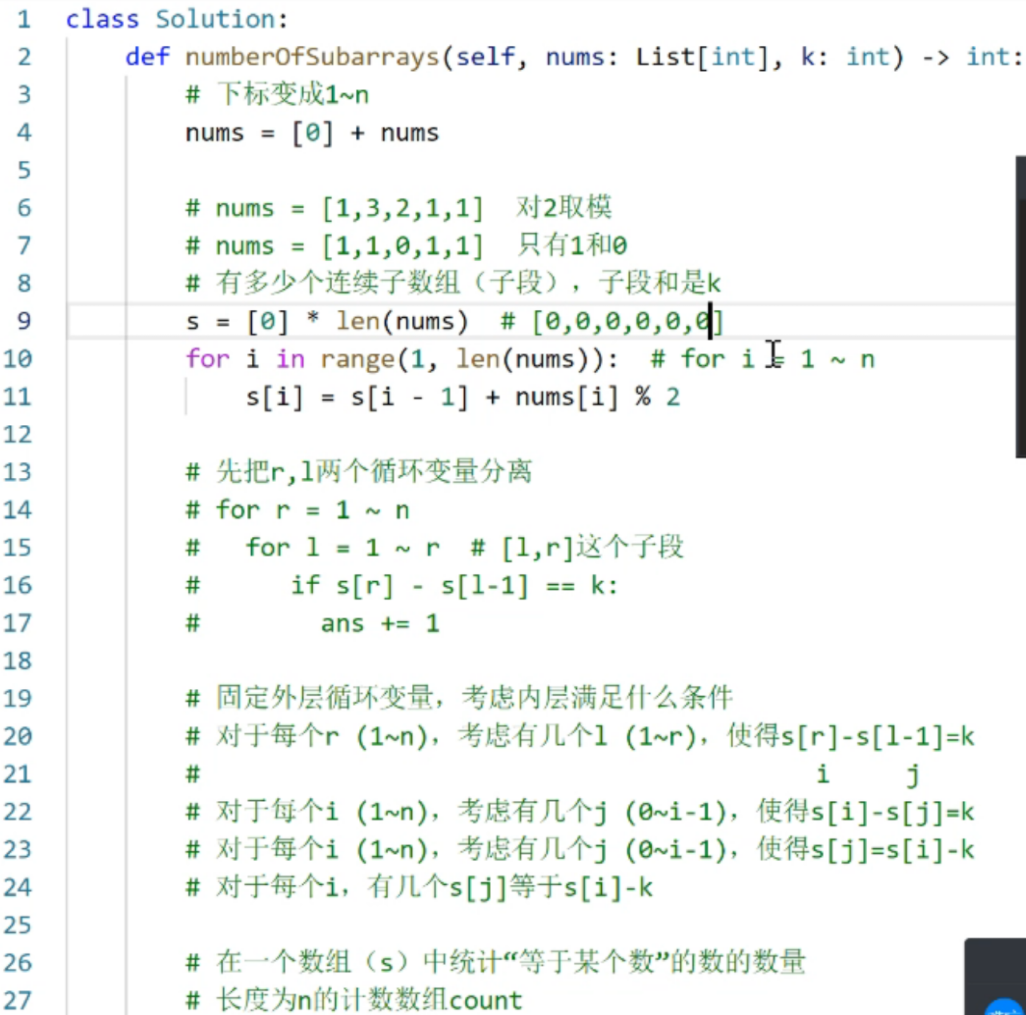 1 class Solution:
2 def numberOfSubarrays(self, nums: List[int], k: int) -> int:
3 # 下标变成1~n
4 nums = [0] + nums
5
6 # nums = [1,3,2,1,1] 对2取模
7 # nums = [1,1,0,1,1] 只有1和0
8 # 有多少个连续子数组（子段），子段和是k
9 s = [0] * len(nums) # [0,0,0,0,0,0]
10 for i in range(1, len(nums)): # for i = 1 ~ n
11 s[i] = s[i - 1] + nums[i] % 2
12
13 # 先把r,l两个循环变量分离
14 # for r = 1 ~ n
15 # for l = 1 ~ r # [l,r]这个子段
16 # if s[r] - s[l-1] == k:
17 # ans += 1
18
19 # 固定外层循环变量，考虑内层满足什么条件
20 # 对于每个r (1~n)，考虑有几个l (1~r)，使得s[r]-s[l-1]=k
21 # i j
22 # 对于每个i (1~n)，考虑有几个j (0~i-1)，使得s[i]-s[j]=k
23 # 对于每个i (1~n)，考虑有几个j (0~i-1)，使得s[j]=s[i]-k
24 # 对于每个i，有几个s[j]等于s[i]-k
25
26 # 在一个数组（s）中统计“等于某个数”的数的数量
27 # 长度为n的计数数组count